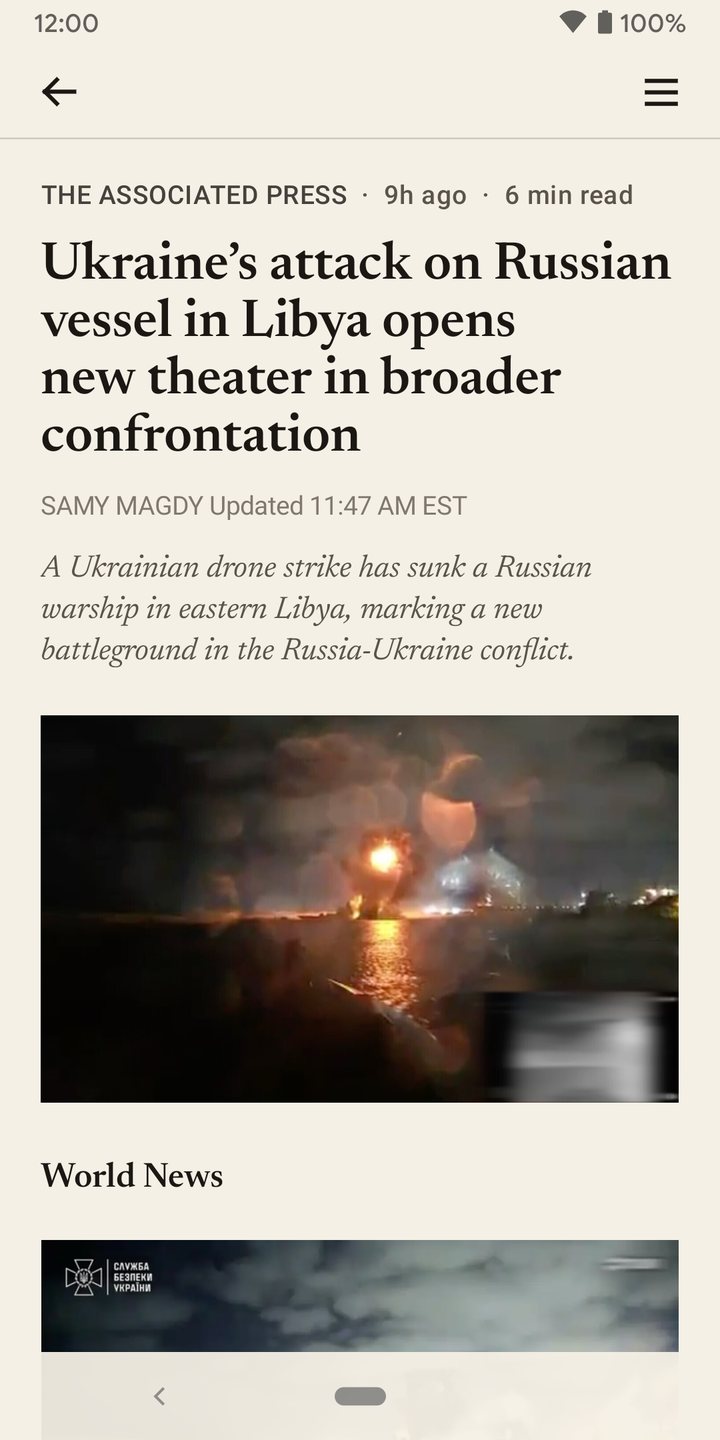 12:00
100%
THE ASSOCIATED PRESS · 9h ago · 6 min read
Ukraine’s attack on Russian
vessel in Libya opens
new theater in broader
confrontation
SAMY MAGDY Updated 11:47 AM EST
A Ukrainian drone strike has sunk a Russian
warship in eastern Libya, marking a new
battleground in the Russia-Ukraine conflict.
World News
СЛУЖБА
БЕЗПЕКИ
УКРАЇНИ